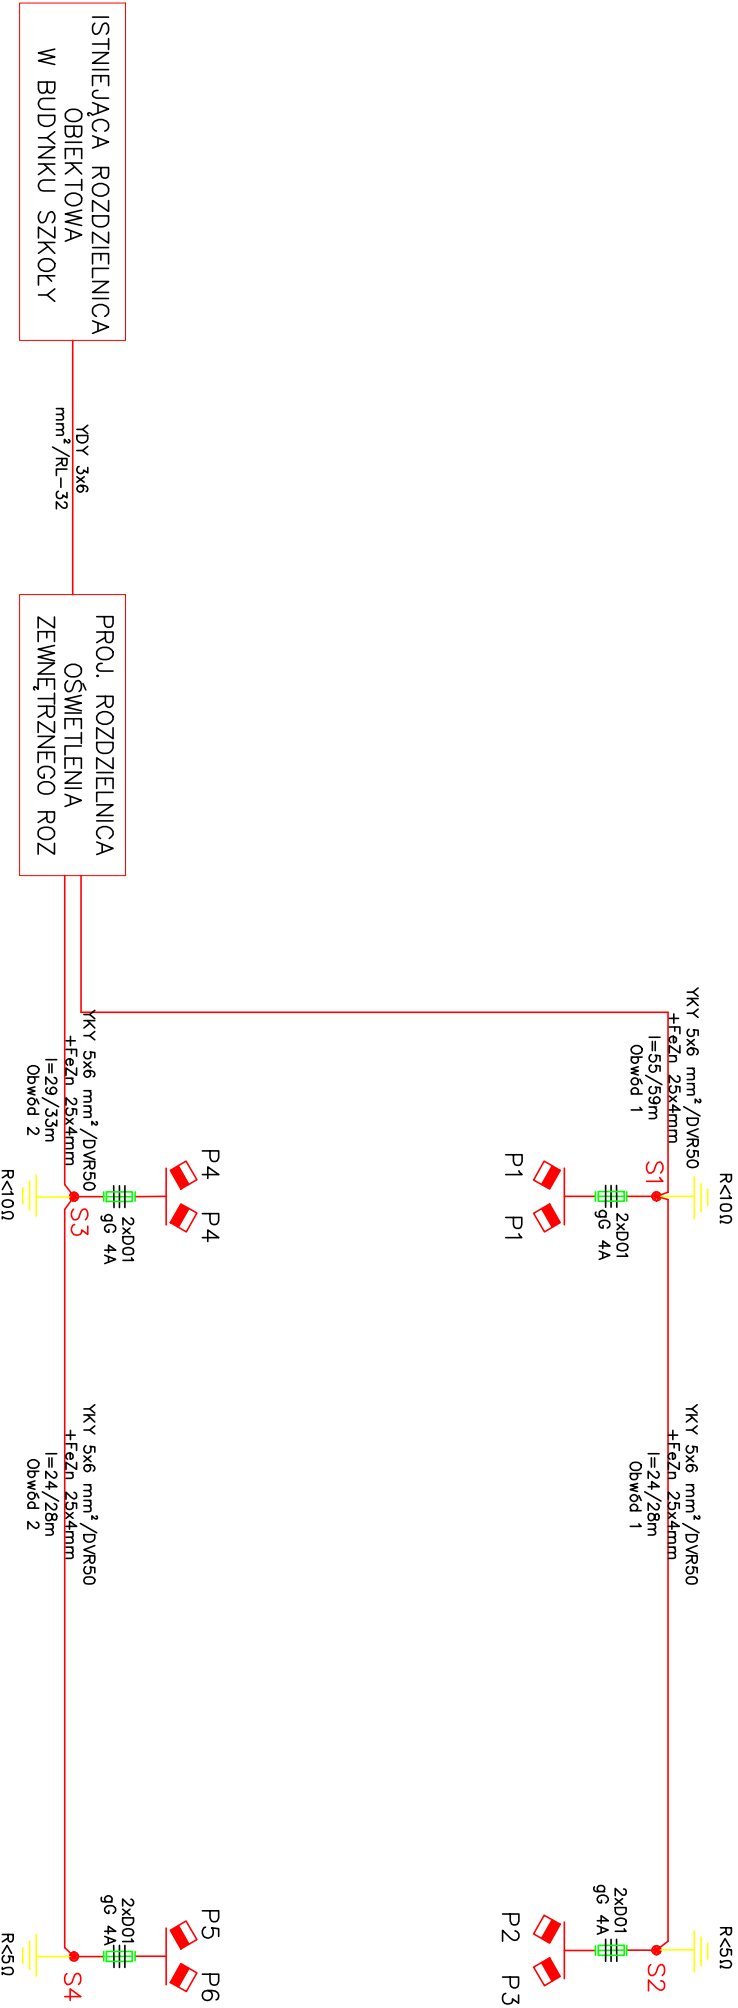 ISTNIEJĄCA ROZDZIELNICA
OBIEKTOWA
W BUDYNKU SZKOŁY
YDY 3x6
mm²/RL-32
PROJ. ROZDZIELNICA
OŚWIETLENIA
ZEWNĘTRZNEGO ROZ
YKY 5x6 mm²/DVR50
+FeZn 25x4mm
l=55/59m
Obwód 1
R<10Ω
S1
2xD01
gG 4A
P1
P1
YKY 5x6 mm²/DVR50
+FeZn 25x4mm
l=24/28m
Obwód 1
R<5Ω
S2
2xD01
gG 4A
P2
P3
YKY 5x6 mm²/DVR50
+FeZn 25x4mm
l=29/33m
Obwód 2
P4
P4
2xD01
gG 4A
S3
R<10Ω
YKY 5x6 mm²/DVR50
+FeZn 25x4mm
l=24/28m
Obwód 2
P5
P6
2xD01
gG 4A
S4
R<5Ω